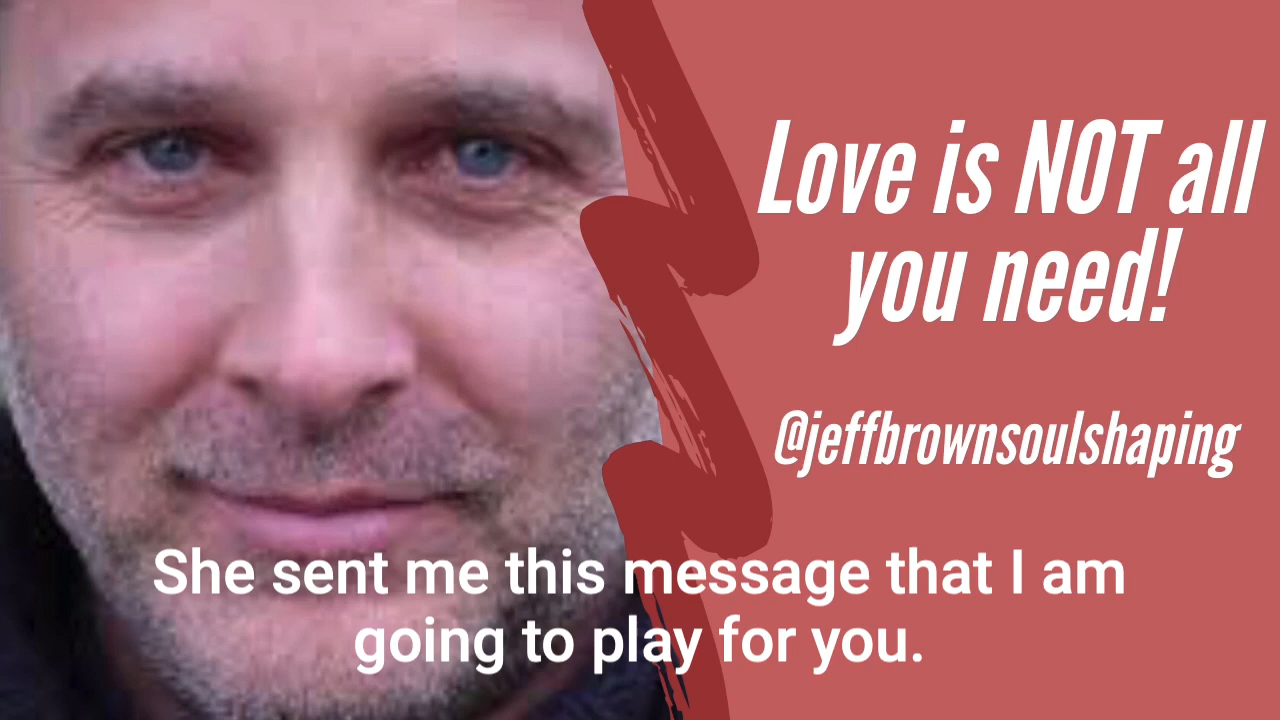 Love is NOT all
you need!
@jeffbrownsoulshaping
She sent me this message that I am
going to play for you.